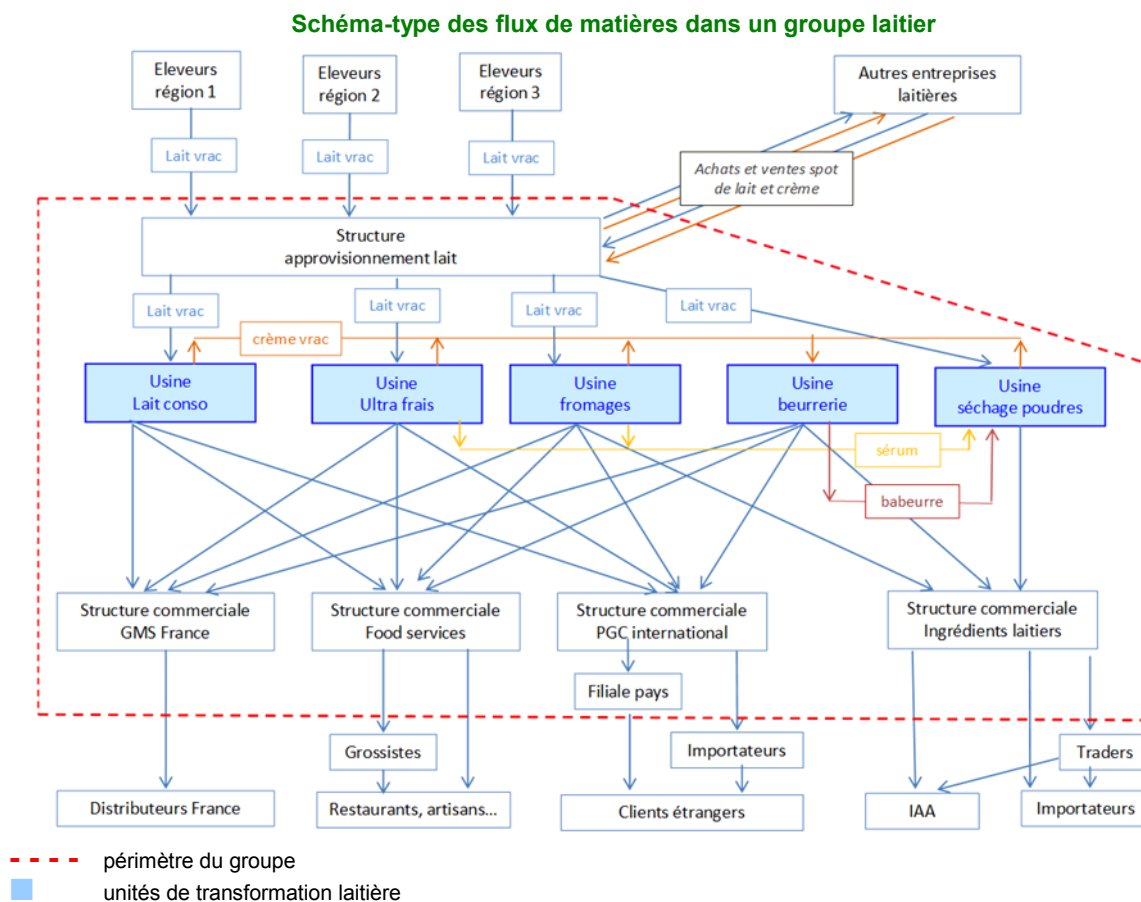 Schéma-type des flux de matières dans un groupe laitier
Eleveurs
région 1
Eleveurs
région 2
Eleveurs
région 3
Autres entreprises
laitières
Lait vrac
Lait vrac
Lait vrac
Achats et ventes spot
de lait et crème
Structure
approvisionnement lait
Lait vrac
Lait vrac
Lait vrac
Lait vrac
crème vrac
Usine
Lait conso
Usine
Ultra frais
Usine
fromages
Usine
beurrerie
Usine
séchage poudres
sérum
babeurre
Structure commerciale
GMS France
Structure commerciale
Food services
Structure commerciale
PGC international
Structure commerciale
Ingrédients laitiers
Filiale pays
Grossistes
Importateurs
Traders
Distributeurs France
Restaurants, artisans...
Clients étrangers
IAA
Importateurs
périmètre du groupe
unités de transformation laitière